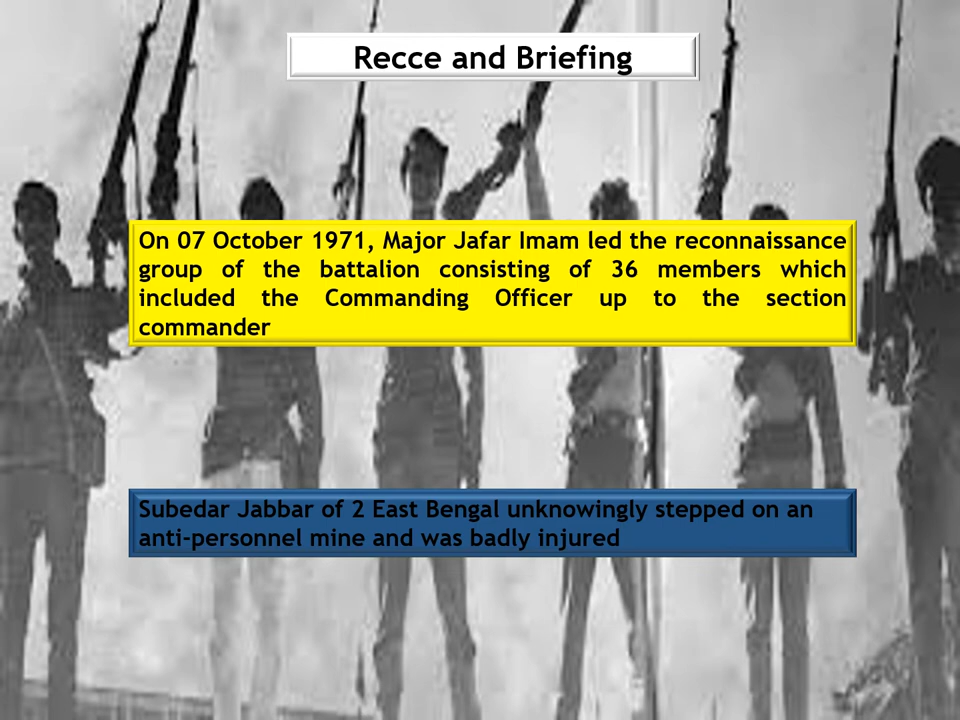 Recce and Briefing
On 07 October 1971, Major Jafar Imam led the reconnaissance
group of the battalion consisting of 36 members which
included the Commanding Officer up to the section
commander
Subedar Jabbar of 2 East Bengal unknowingly stepped on an
anti-personnel mine and was badly injured